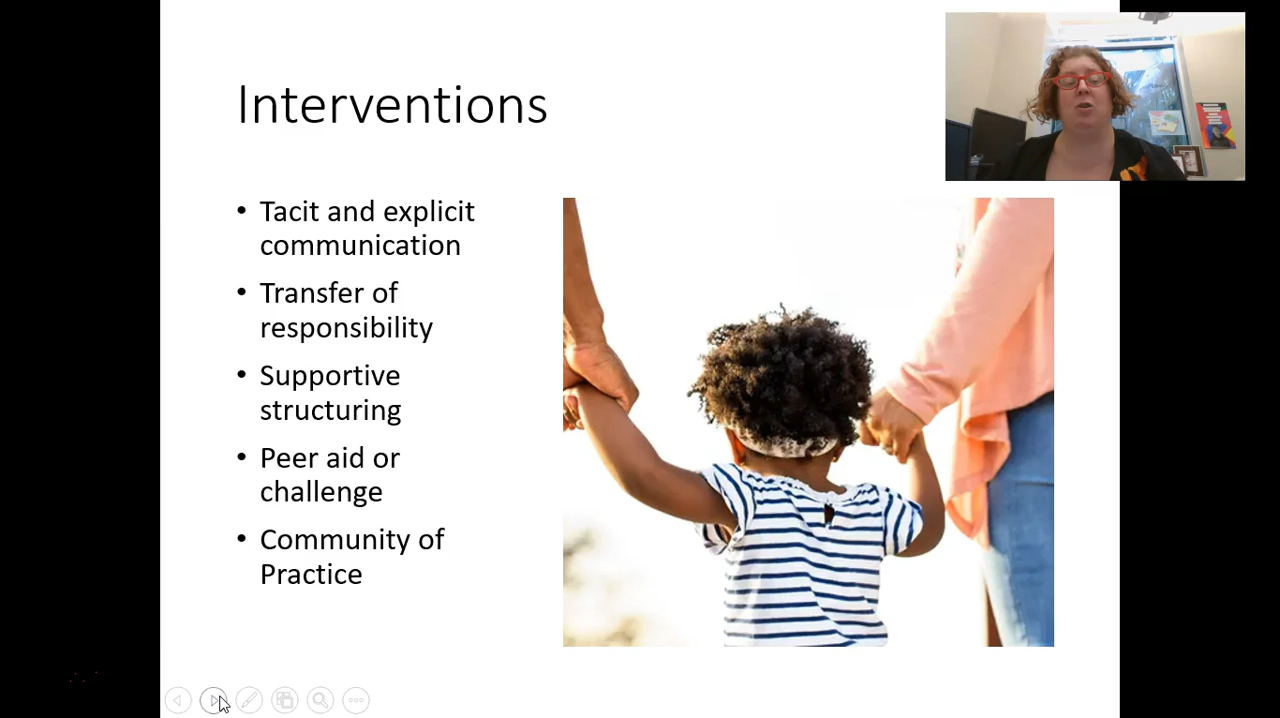 Interventions
• Tacit and explicit
communication
• Transfer of
responsibility
• Supportive
structuring
• Peer aid or
challenge
• Community of
Practice